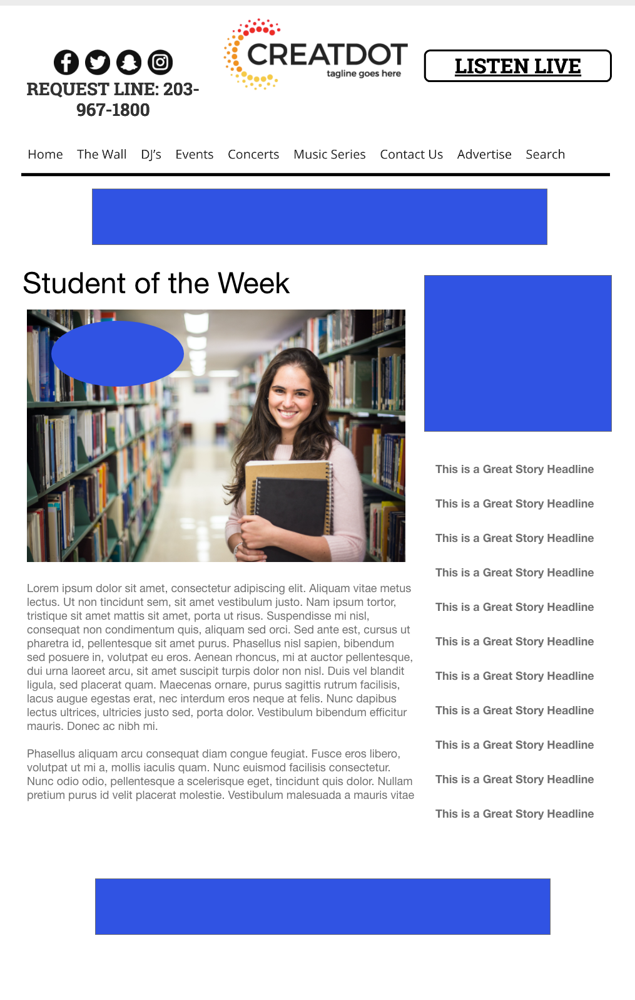 CREATDOT
tagline goes here
REQUEST LINE: 203-
967-1800
LISTEN LIVE
Home The Wall DJ's Events Concerts Music Series Contact Us Advertise Search
Student of the Week
Lorem ipsum dolor sit amet, consectetur adipiscing elit. Aliquam vitae metus
lectus. Ut non tincidunt sem, sit amet vestibulum justo. Nam ipsum tortor,
tristique sit amet mattis sit amet, porta ut risus. Suspendisse mi nisl,
consequat non condimentum quis, aliquam sed orci. Sed ante est, cursus ut
pharetra id, pellentesque sit amet purus. Phasellus nisl sapien, bibendum
sed posuere in, volutpat eu eros. Aenean rhoncus, mi at auctor pellentesque,
dui urna laoreet arcu, sit amet suscipit turpis dolor non nisl. Duis vel blandit
ligula, sed placerat quam. Maecenas ornare, purus sagittis rutrum facilisis,
lacus augue egestas erat, nec interdum eros neque at felis. Nunc dapibus
lectus ultrices, ultricies justo sed, porta dolor. Vestibulum bibendum efficitur
mauris. Donec ac nibh mi.
Phasellus aliquam arcu consequat diam congue feugiat. Fusce eros libero,
volutpat ut mi a, mollis iaculis quam. Nunc euismod facilisis consectetur.
Nunc odio odio, pellentesque a scelerisque eget, tincidunt quis dolor. Nullam
pretium purus id velit placerat molestie. Vestibulum malesuada a mauris vitae
This is a Great Story Headline
This is a Great Story Headline
This is a Great Story Headline
This is a Great Story Headline
This is a Great Story Headline
This is a Great Story Headline
This is a Great Story Headline
This is a Great Story Headline
This is a Great Story Headline
This is a Great Story Headline
This is a Great Story Headline